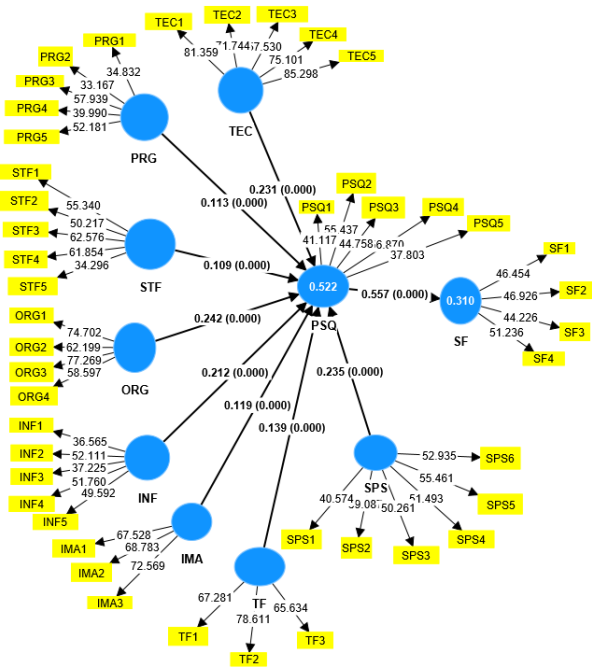 TEC1
TEC2
TEC3
TEC4
TEC5
81.359
75.101
85.298
TEC
PRG1
PRG2
PRG3
PRG4
PRG5
34.832
33.167
57.939
39.990
52.181
PRG
STF1
STF2
STF3
STF4
STF5
55.340
50.217
62.576
61.854
34.296
STF
0.231 (0.000)
0.113 (0.000)
0.109 (0.000)
PSQ1
PSQ2
PSQ3
PSQ4
PSQ5
41.117
55.437
44.758
37.803
0.522
PSQ
0.557 (0.000)
0.310
SF
SF1
SF2
SF3
SF4
46.454
46.926
44.226
51.236
ORG1
ORG2
ORG3
ORG4
74.702
62.199
77.269
58.597
ORG
0.242 (0.000)
0.212 (0.000)
0.119 (0.000)
0.139 (0.000)
0.235 (0.000)
INF1
INF2
INF3
INF4
INF5
36.565
52.111
37.225
51.760
49.592
INF
IMA1
IMA2
IMA3
67.528
68.783
72.569
IMA
TF
TF1
TF2
TF3
67.281
78.611
65.634
SPS
SPS1
SPS2
SPS3
SPS4
SPS5
SPS6
40.574
50.261
51.493
55.461
52.935